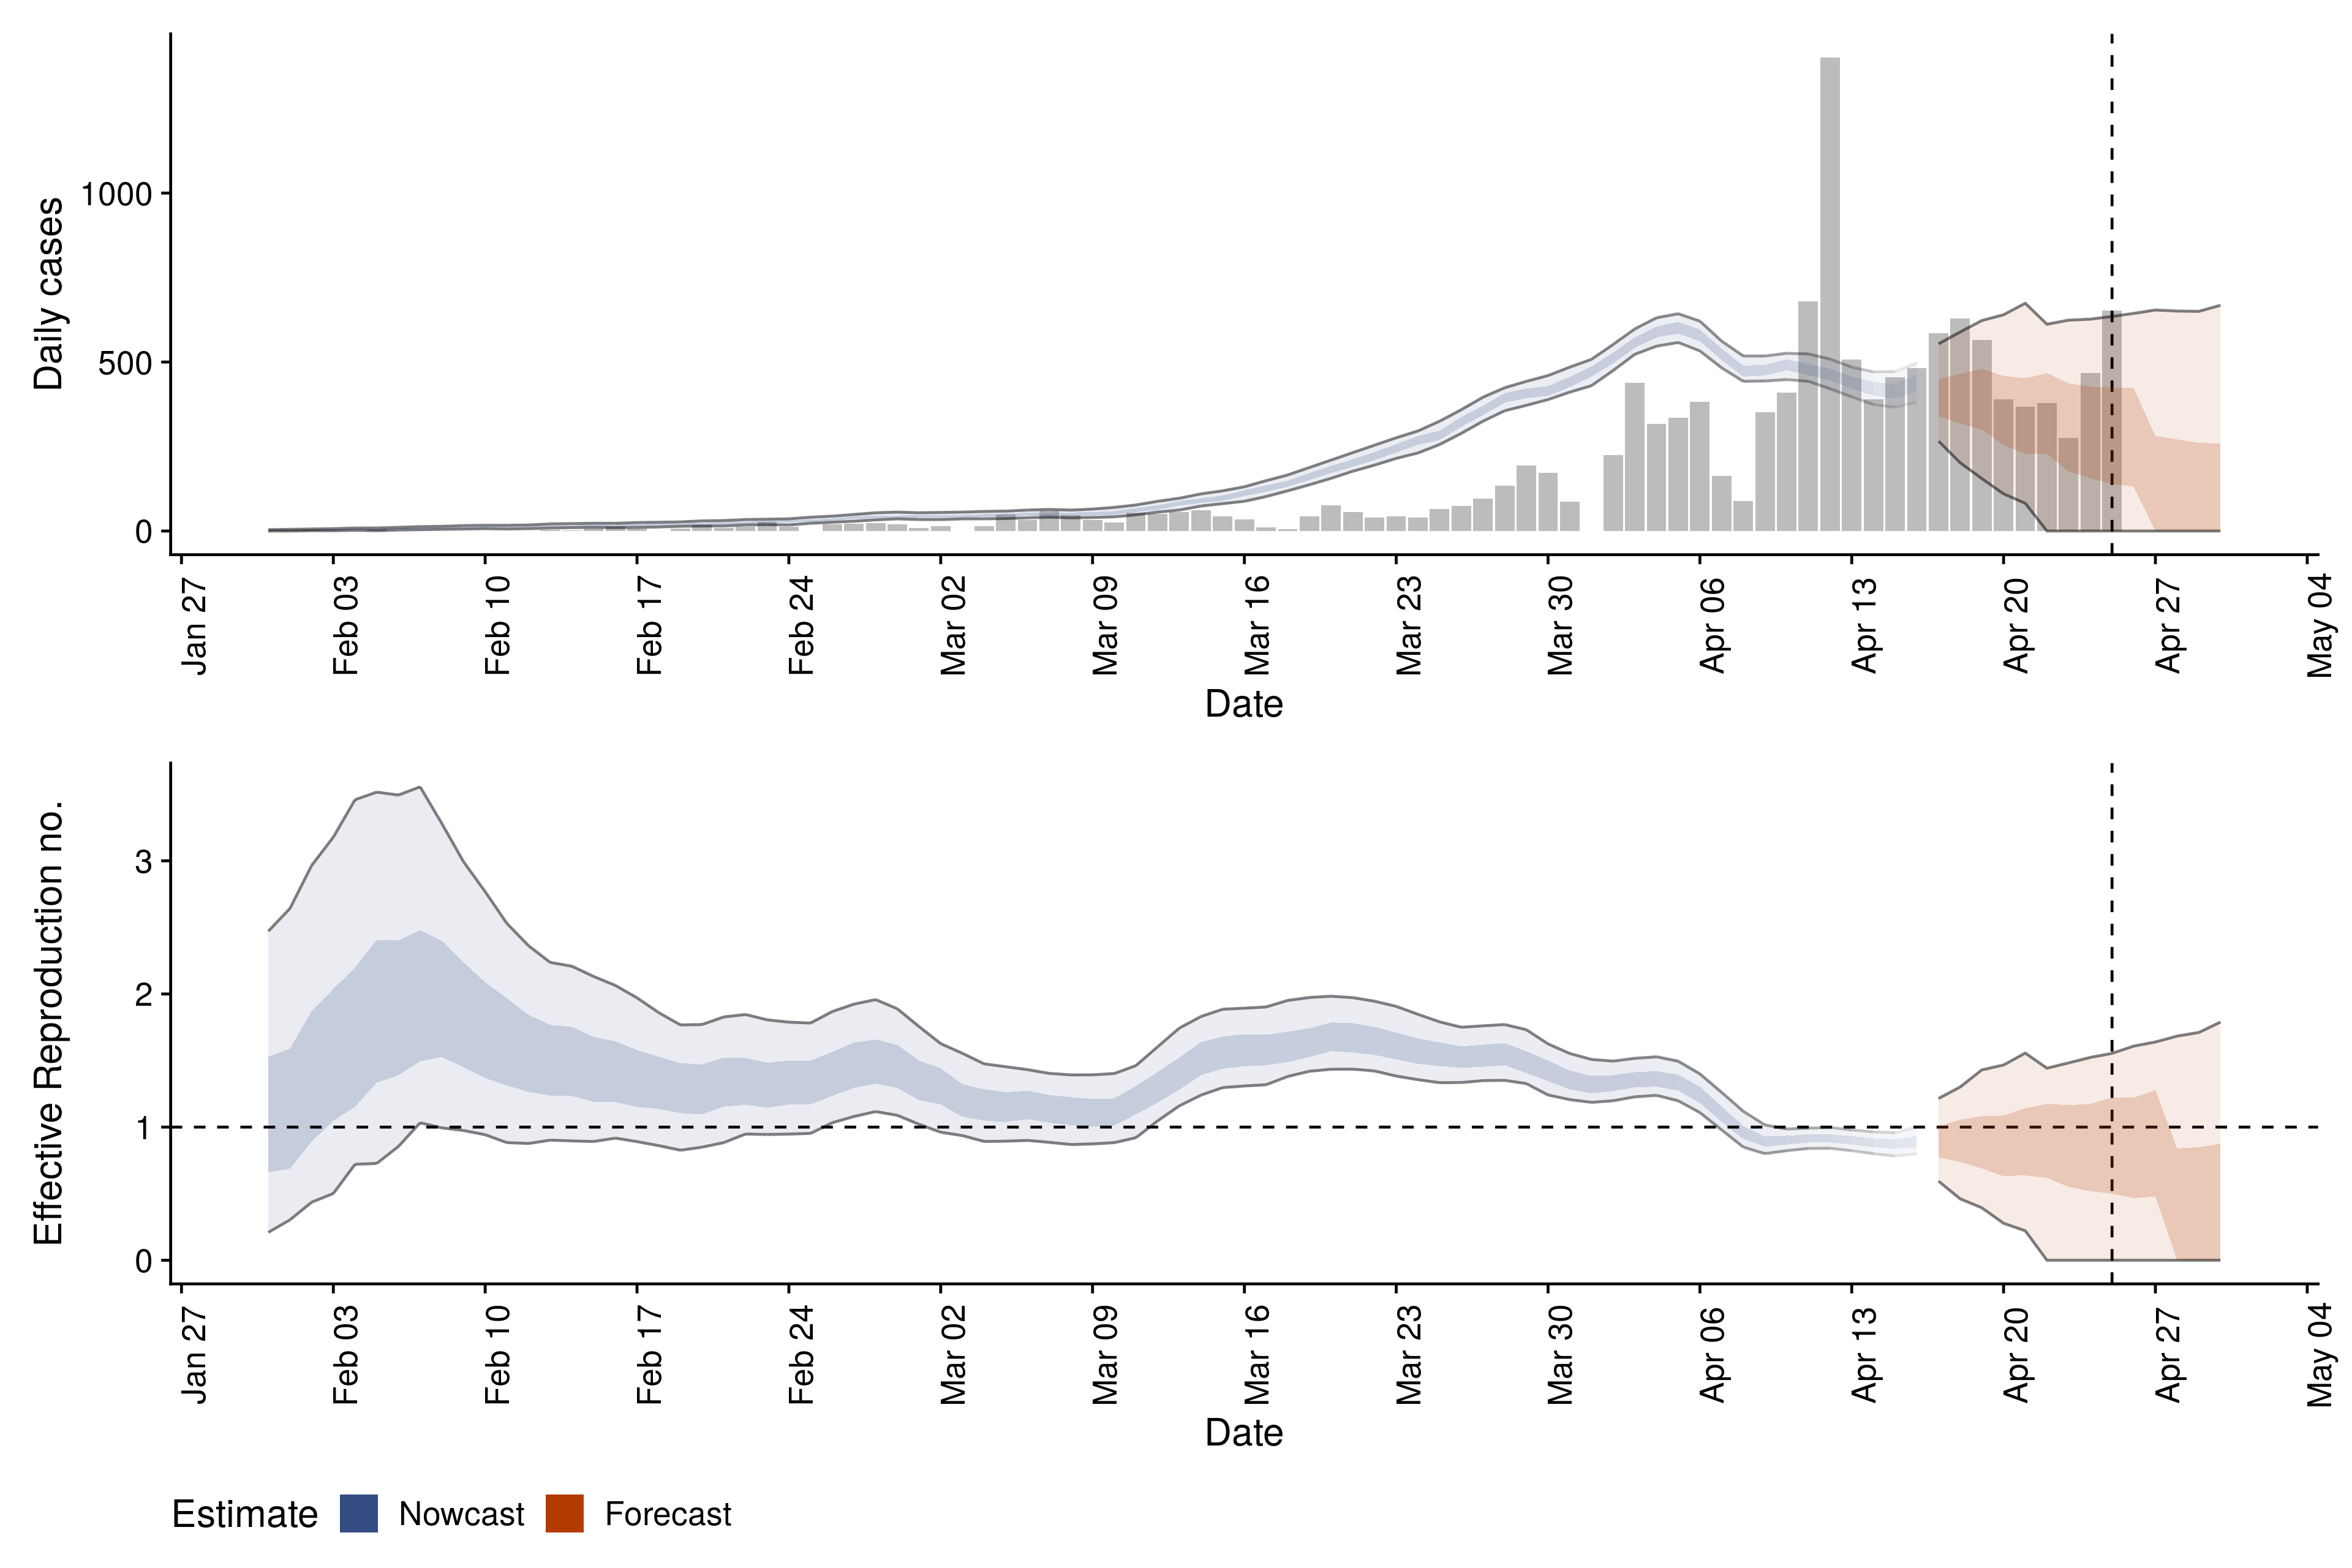 Daily cases
1000
500
0
Jan 27
Feb 03
Feb 10
Feb 17
Feb 24
Mar 02
Mar 09
Mar 16
Mar 23
Mar 30
Apr 06
Apr 13
Apr 20
Apr 27
May 04
Date
Effective Reproduction no.
3
2
1
0
Jan 27
Feb 03
Feb 10
Feb 17
Feb 24
Mar 02
Mar 09
Mar 16
Mar 23
Mar 30
Apr 06
Apr 13
Apr 20
Apr 27
May 04
Date
Estimate Nowcast Forecast